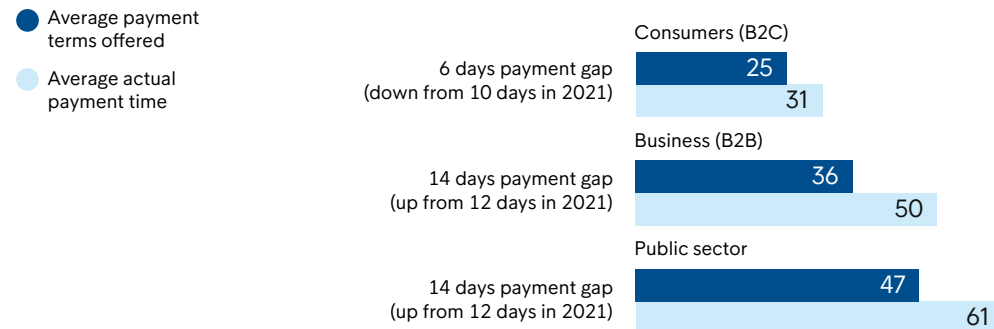 Average payment
terms offered
Average actual
payment time
Consumers (B2C)
6 days payment gap
(down from 10 days in 2021)
25
31
Business (B2B)
14 days payment gap
(up from 12 days in 2021)
36
50
Public sector
14 days payment gap
(up from 12 days in 2021)
47
61